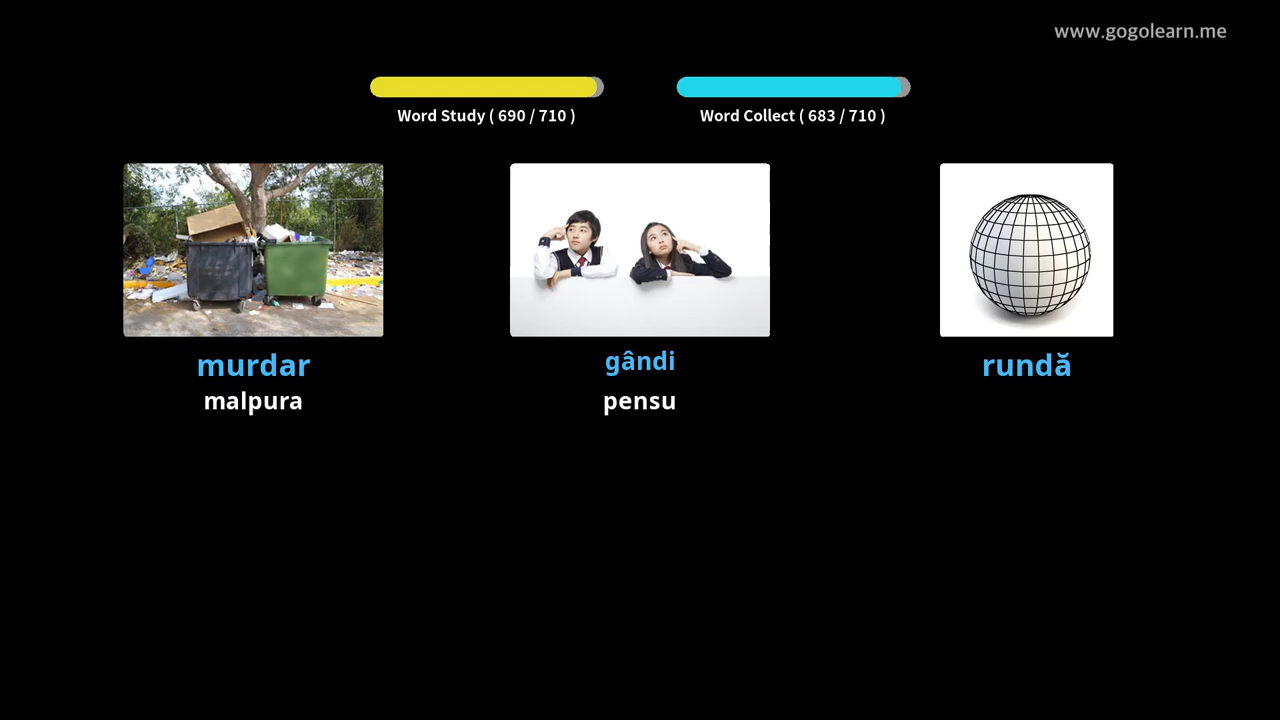 www.gogolearn.me
Word Study ( 690 / 710 )
Word Collect ( 683 / 710 )
murdar
malpura
gândi
pensu
rundă